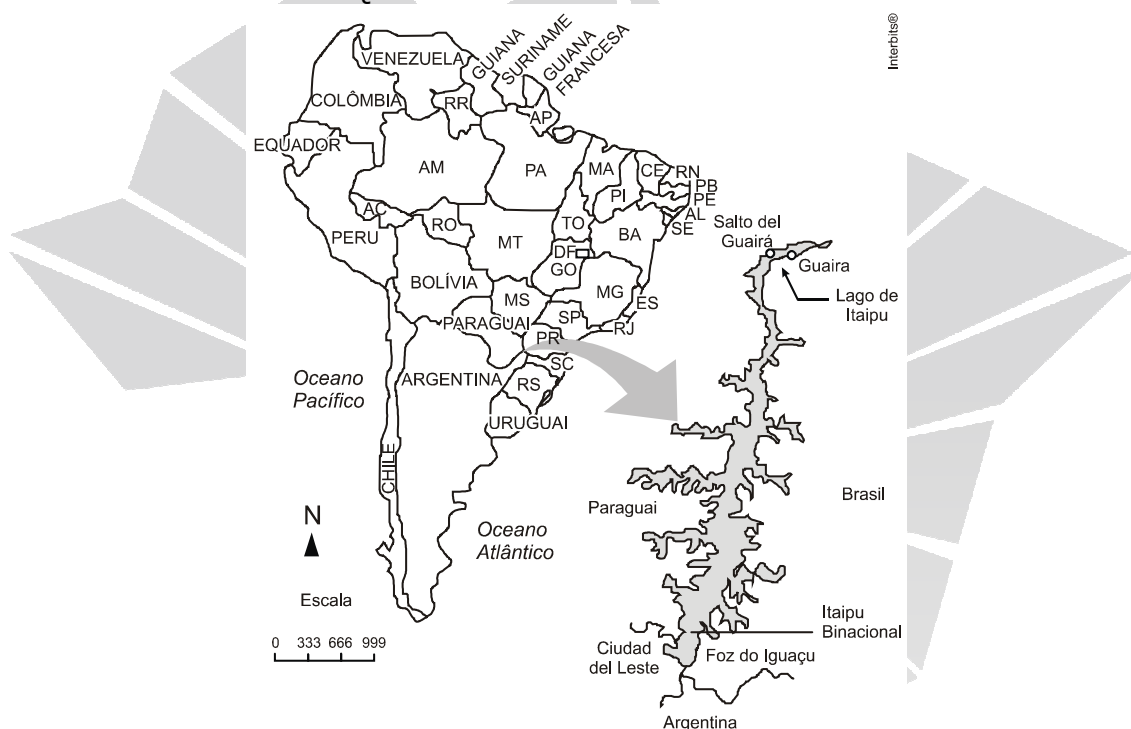 Interbits®
VENEZUELA
GUIANA
SURINAME
GUIANA
FRANCESA
COLÔMBIA
RR
AP
EQUADOR
AM
PA
MA
CE
RN
PB
PE
AL
SE
PI
AC
RO
TO
PERU
MT
BA
DF
GO
BOLÍVIA
MG
ES
MS
SP
RJ
PARAGUAI
PR
SC
ARGENTINA
RS
URUGUAI
CHILE
Oceano
Pacífico
Oceano
Atlântico
N
Escala
0 333 666 999
Salto del
Guairá
Guaira
Lago de
Itaipu
Brasil
Paraguai
Itaipu
Binacional
Ciudad
del Leste
Foz do Iguaçu
Argentina